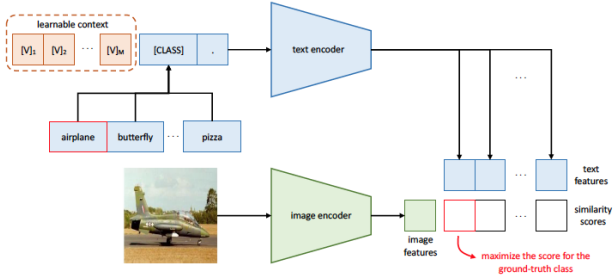 learnable context
[V]₁ [V]₂ ... [V]M [CLASS] .
text encoder
...
airplane butterfly ... pizza
... text features
image encoder
... similarity scores
image features
maximize the score for the ground-truth class